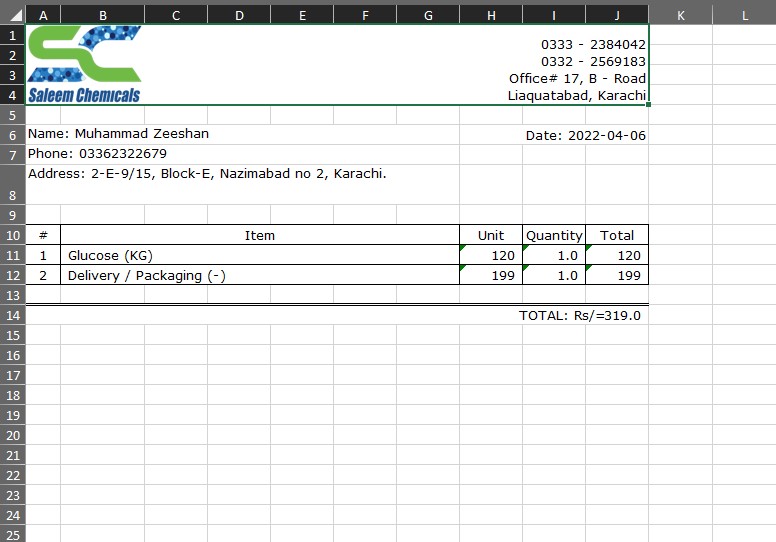 A B C D E F G H I J K L
1
2
3
4
5
6
7
8
9
10
11
12
13
14
15
16
17
18
19
20
21
22
23
24
25
SC
Saleem Chemicals
0333 - 2384042
0332 - 2569183
Office# 17, B - Road
Liaquatabad, Karachi
Name: Muhammad Zeeshan Date: 2022-04-06
Phone: 03362322679
Address: 2-E-9/15, Block-E, Nazimabad no 2, Karachi.
# Item Unit Quantity Total
1 Glucose (KG) 120 1.0 120
2 Delivery / Packaging (-) 199 1.0 199
TOTAL: Rs/=319.0